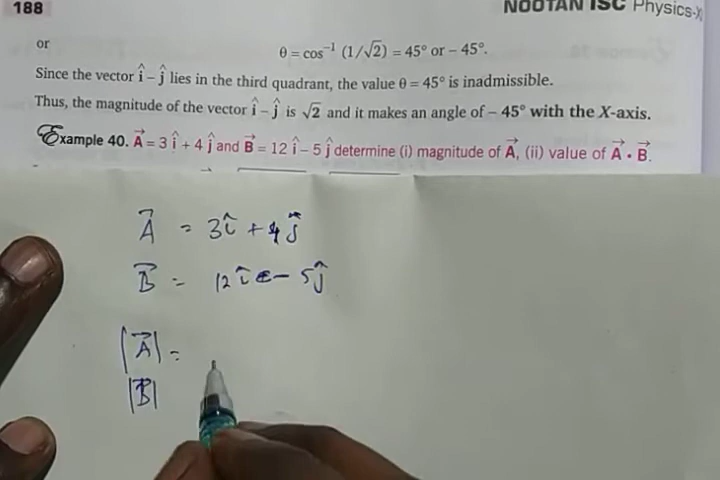 188
NOOTAN ISC Physics-X
or
θ = cos⁻¹ (1/√2) = 45° or – 45°.
Since the vector î – ĵ lies in the third quadrant, the value θ = 45° is inadmissible.
Thus, the magnitude of the vector î – ĵ is √2 and it makes an angle of – 45° with the X-axis.
Example 40. A⃗ = 3 î + 4 ĵ and B⃗ = 12 î – 5 ĵ determine (i) magnitude of A⃗, (ii) value of A⃗ • B⃗.
A⃗ = 3î + 4ĵ
B⃗ = 12î – 5ĵ
|A⃗| =
|B⃗|